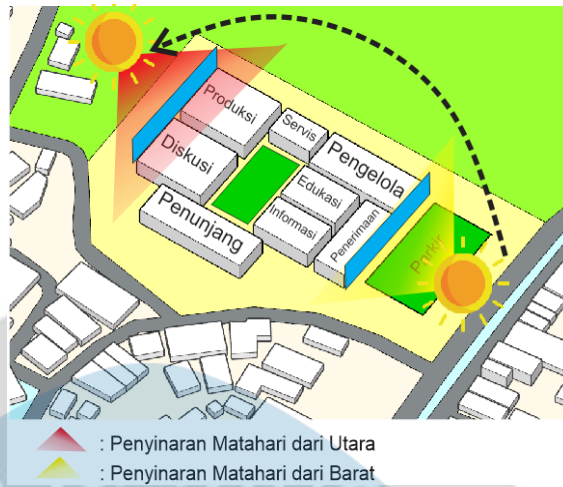 Produksi
Servis
Diskusi
Pengelola
Edukasi
Penunjang
Informasi
Penerimaan
Parkir
: Penyinaran Matahari dari Utara
: Penyinaran Matahari dari Barat